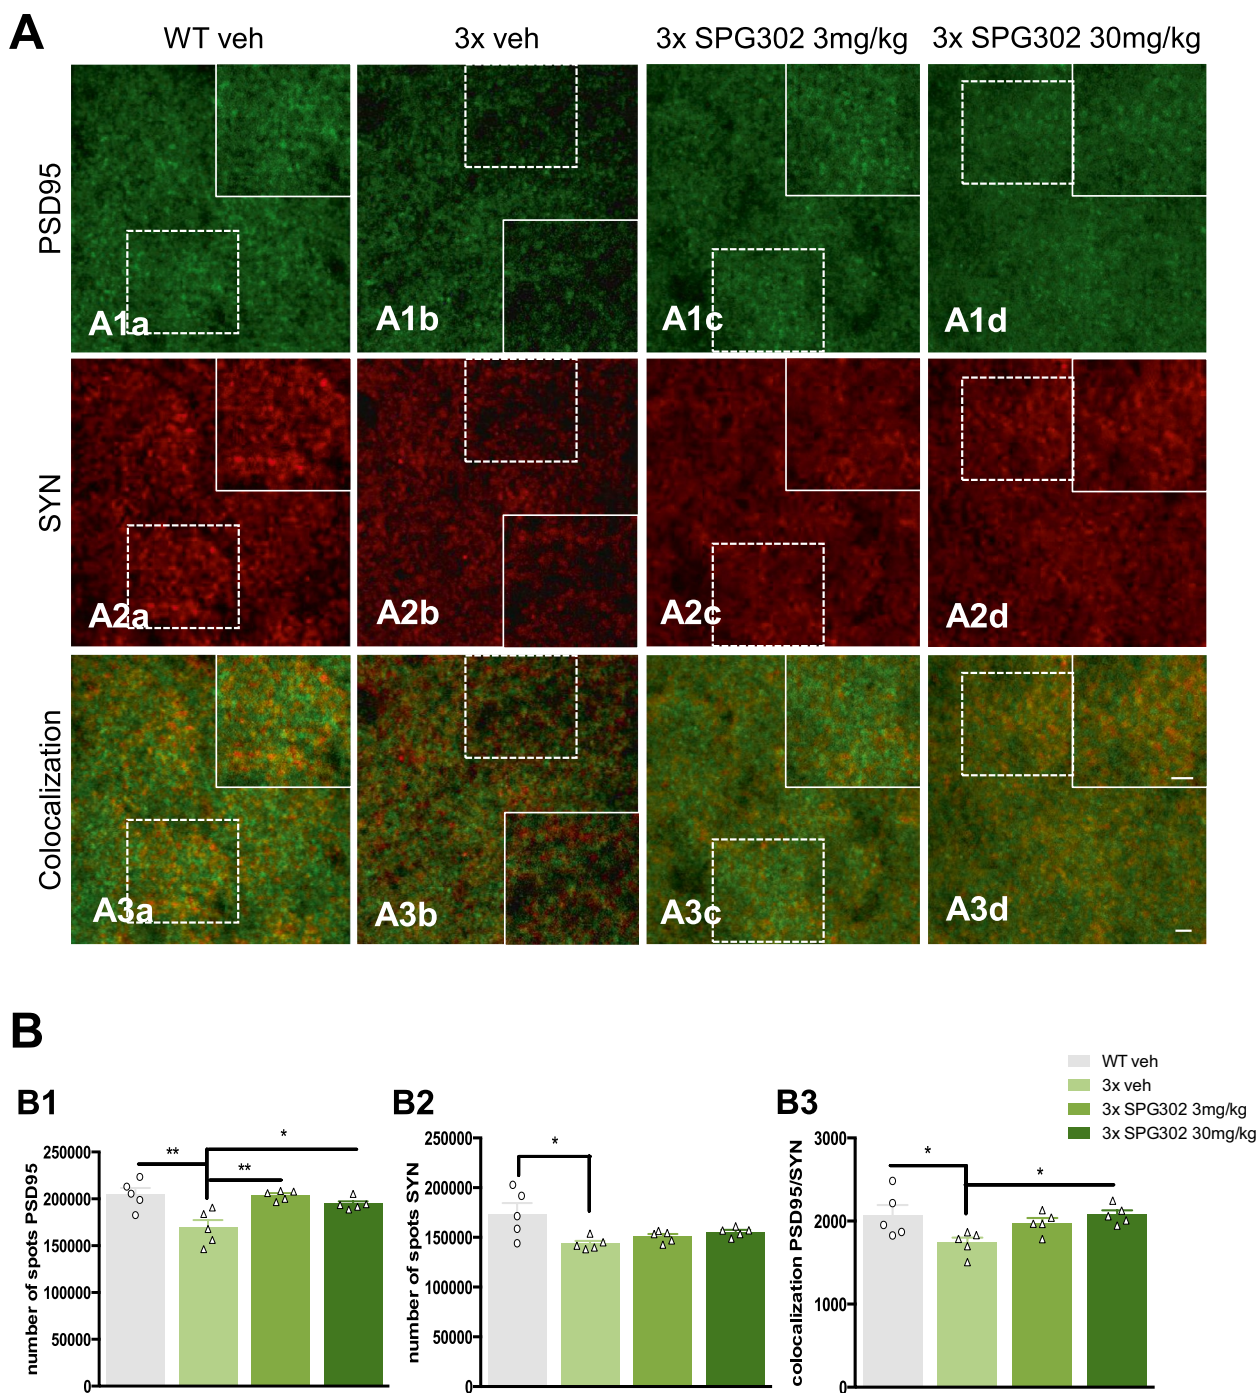 A
WT veh 3x veh 3x SPG302 3mg/kg 3x SPG302 30mg/kg
PSD95
A1a A1b A1c A1d
SYN
A2a A2b A2c A2d
Colocalization
A3a A3b A3c A3d
B
WT veh
3x veh
3x SPG302 3mg/kg
3x SPG302 30mg/kg
B1
number of spots PSD95
250000
200000
150000
100000
50000
0
** ** *
B2
number of spots SYN
250000
200000
150000
100000
50000
0
*
B3
colocalization PSD95/SYN
3000
2000
1000
0
* *